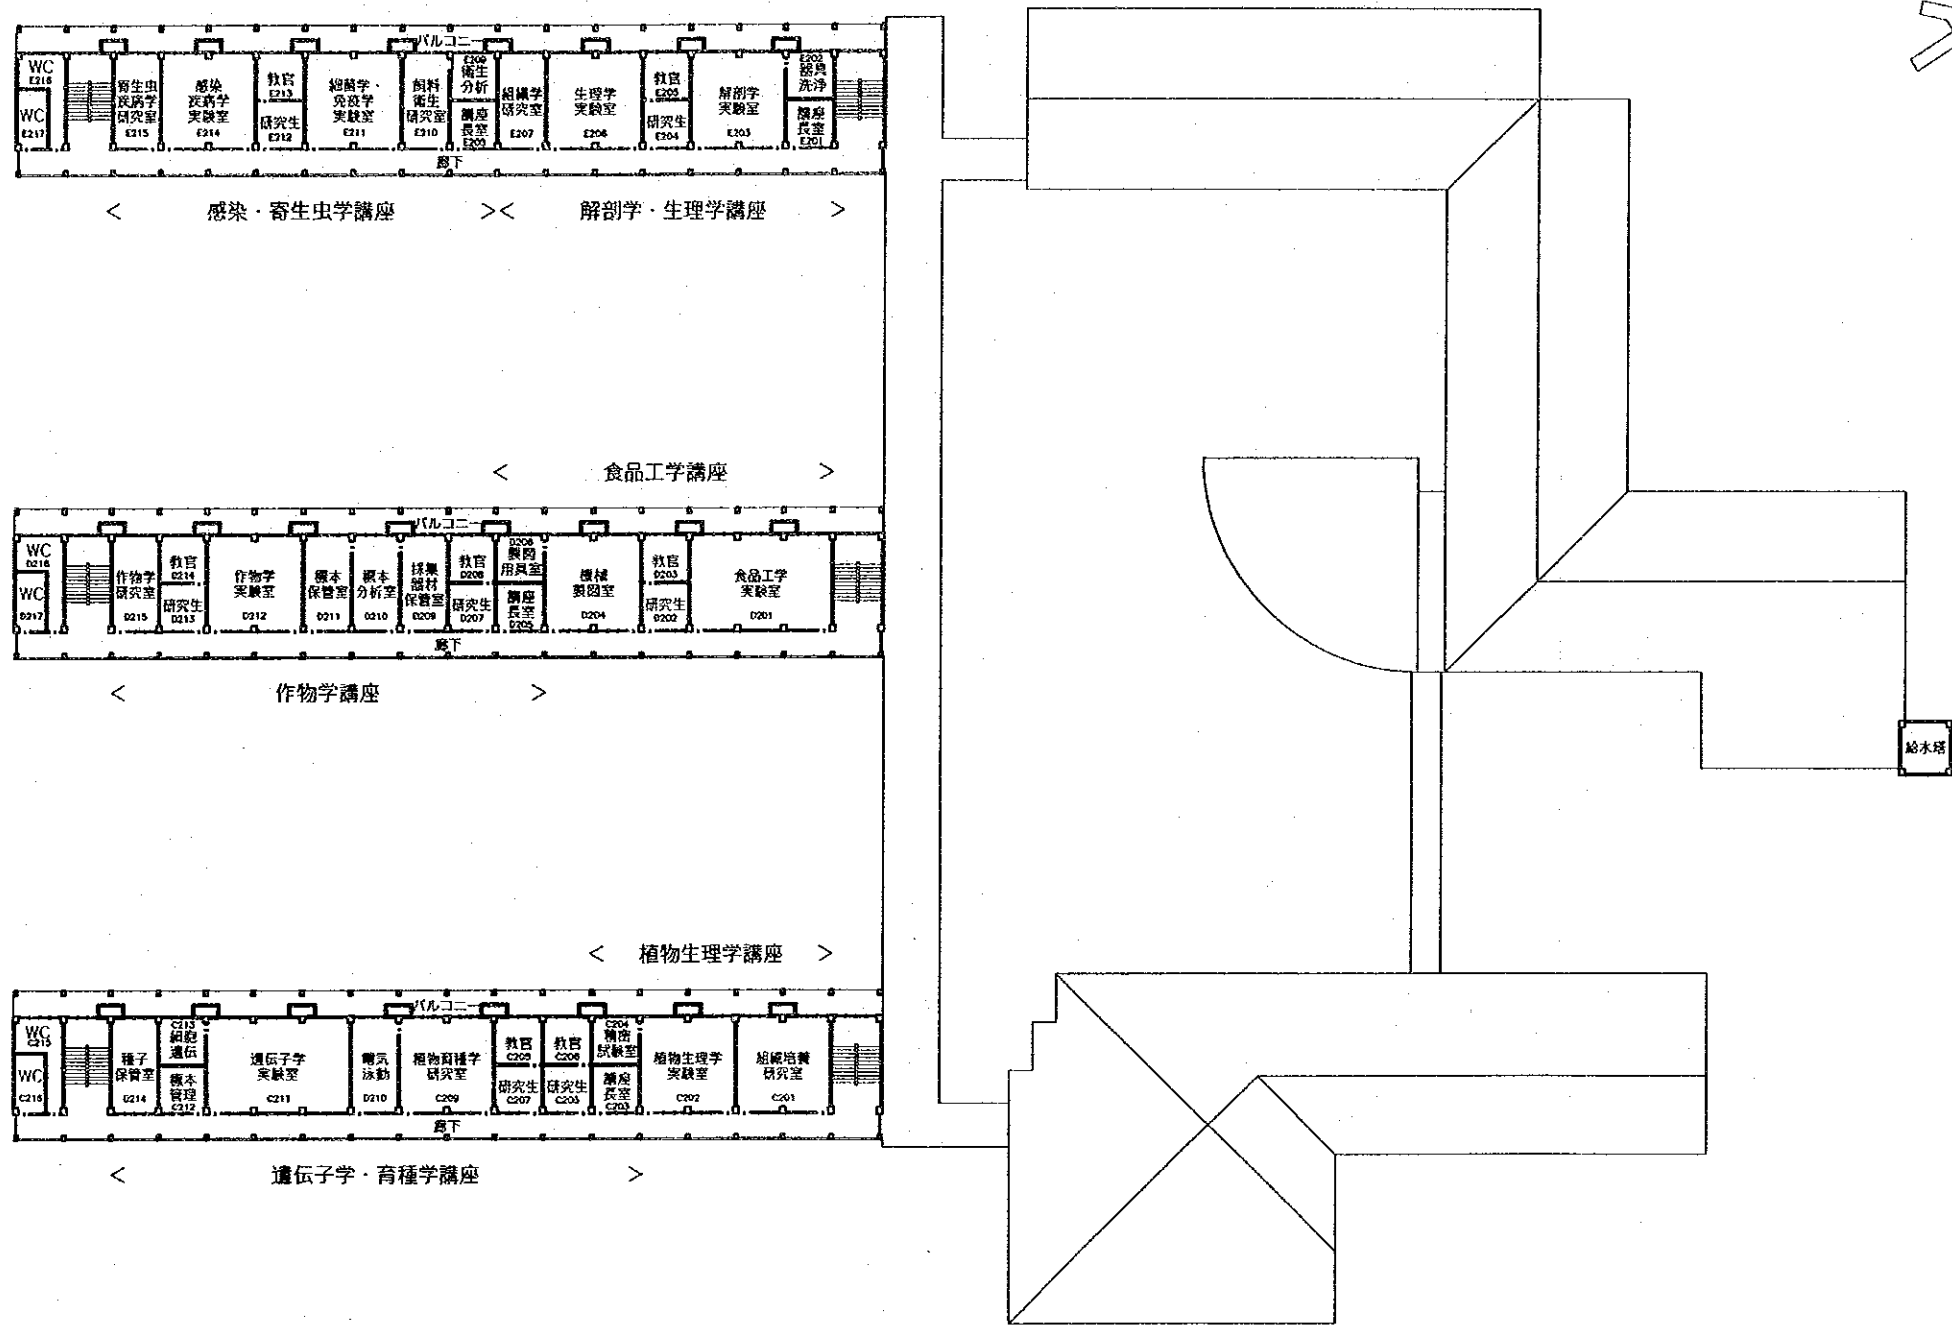 バルコニー
WC
E216
WC
E217
寄生虫
疾病学
研究室
E215
感染
疾病学
実験室
E214
教官
E213
研究生
E212
細菌学・
免疫学
実験室
E211
飼料
衛生
研究室
E210
E209
衛生
分析
講座
長室
組織学
研究室
E207
生理学
実験室
E206
教官
E205
研究生
E204
解剖学
実験室
E203
E202
器具
洗浄
講座
長室
E201
廊下
< 感染・寄生虫学講座 >
< 解剖学・生理学講座 >
< 食品工学講座 >
バルコニー
WC
D216
WC
D217
作物学
研究室
D215
教官
D214
研究生
D213
作物学
実験室
D212
標本
保管室
D211
標本
分析室
D210
採集
器材
保管室
D209
教官
D208
研究生
D207
D206
製図
用具室
講座
長室
D205
機械
製図室
D204
教官
D203
研究生
D202
食品工学
実験室
D201
廊下
< 作物学講座 >
給水塔
< 植物生理学講座 >
バルコニー
WC
C215
WC
C216
種子
保管室
C213
細胞
遺伝
標本
管理
C212
遺伝子学
実験室
C211
電気
泳動
D210
植物育種学
研究室
C209
教官
研究生
C207
教官
C206
研究生
C204
精密
試験室
講座
長室
C203
植物生理学
実験室
C202
組織培養
研究室
C201
廊下
< 遺伝子学・育種学講座 >